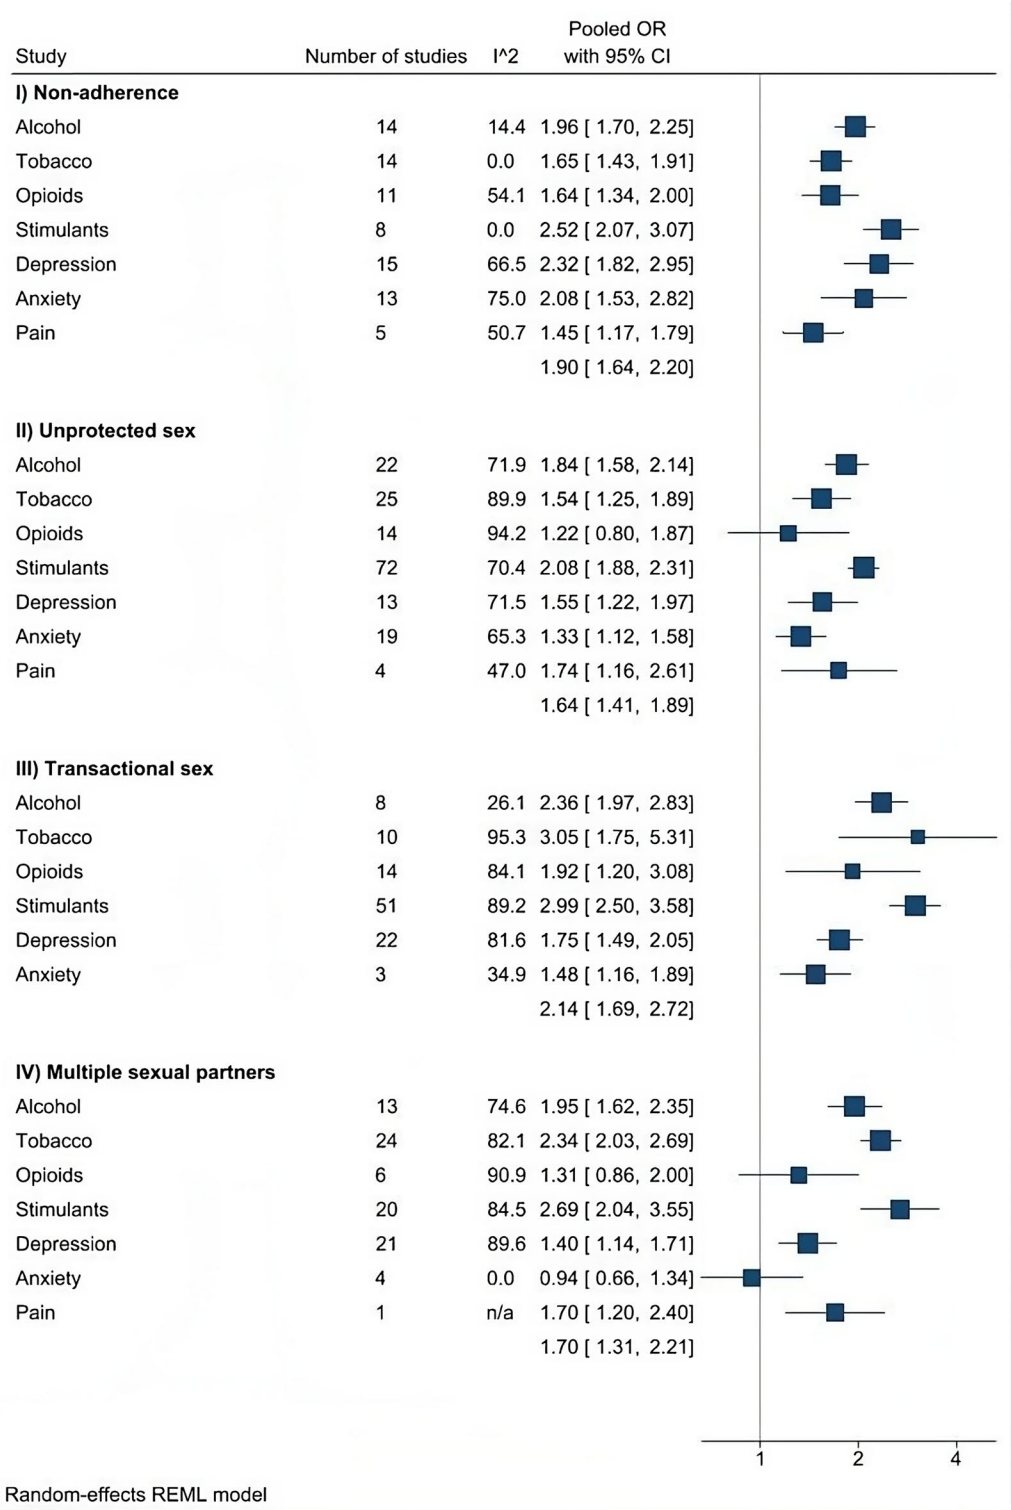 Pooled OR
Study Number of studies I^2 with 95% CI
I) Non-adherence
Alcohol 14 14.4 1.96 [ 1.70, 2.25]
Tobacco 14 0.0 1.65 [ 1.43, 1.91]
Opioids 11 54.1 1.64 [ 1.34, 2.00]
Stimulants 8 0.0 2.52 [ 2.07, 3.07]
Depression 15 66.5 2.32 [ 1.82, 2.95]
Anxiety 13 75.0 2.08 [ 1.53, 2.82]
Pain 5 50.7 1.45 [ 1.17, 1.79]
1.90 [ 1.64, 2.20]
II) Unprotected sex
Alcohol 22 71.9 1.84 [ 1.58, 2.14]
Tobacco 25 89.9 1.54 [ 1.25, 1.89]
Opioids 14 94.2 1.22 [ 0.80, 1.87]
Stimulants 72 70.4 2.08 [ 1.88, 2.31]
Depression 13 71.5 1.55 [ 1.22, 1.97]
Anxiety 19 65.3 1.33 [ 1.12, 1.58]
Pain 4 47.0 1.74 [ 1.16, 2.61]
1.64 [ 1.41, 1.89]
III) Transactional sex
Alcohol 8 26.1 2.36 [ 1.97, 2.83]
Tobacco 10 95.3 3.05 [ 1.75, 5.31]
Opioids 14 84.1 1.92 [ 1.20, 3.08]
Stimulants 51 89.2 2.99 [ 2.50, 3.58]
Depression 22 81.6 1.75 [ 1.49, 2.05]
Anxiety 3 34.9 1.48 [ 1.16, 1.89]
2.14 [ 1.69, 2.72]
IV) Multiple sexual partners
Alcohol 13 74.6 1.95 [ 1.62, 2.35]
Tobacco 24 82.1 2.34 [ 2.03, 2.69]
Opioids 6 90.9 1.31 [ 0.86, 2.00]
Stimulants 20 84.5 2.69 [ 2.04, 3.55]
Depression 21 89.6 1.40 [ 1.14, 1.71]
Anxiety 4 0.0 0.94 [ 0.66, 1.34]
Pain 1 n/a 1.70 [ 1.20, 2.40]
1.70 [ 1.31, 2.21]
1 2 4
Random-effects REML model